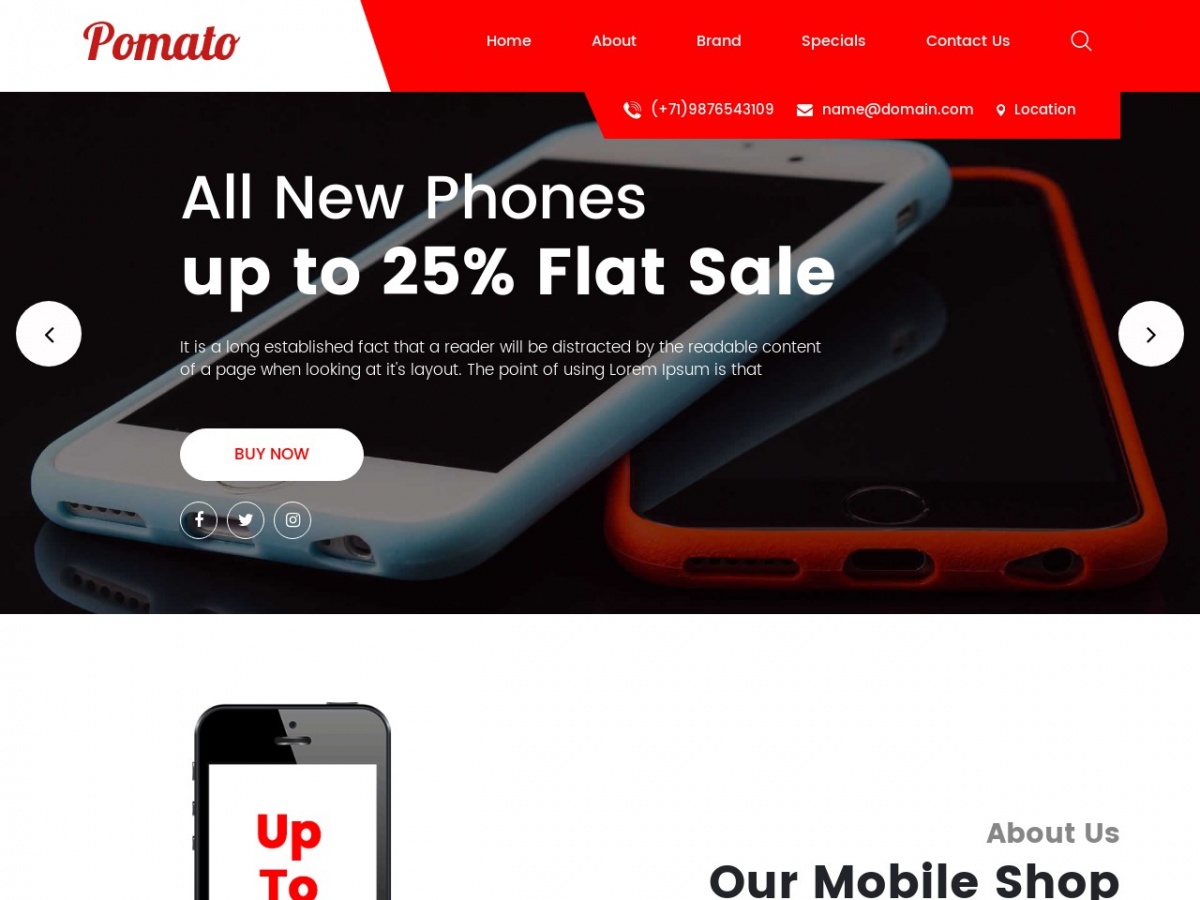 Pomato
Home About Brand Specials Contact Us
(+71)9876543109 name@domain.com Location
All New Phones
up to 25% Flat Sale
It is a long established fact that a reader will be distracted by the readable content
of a page when looking at it's layout. The point of using Lorem Ipsum is that
BUY NOW
Up
To
About Us
Our Mobile Shop